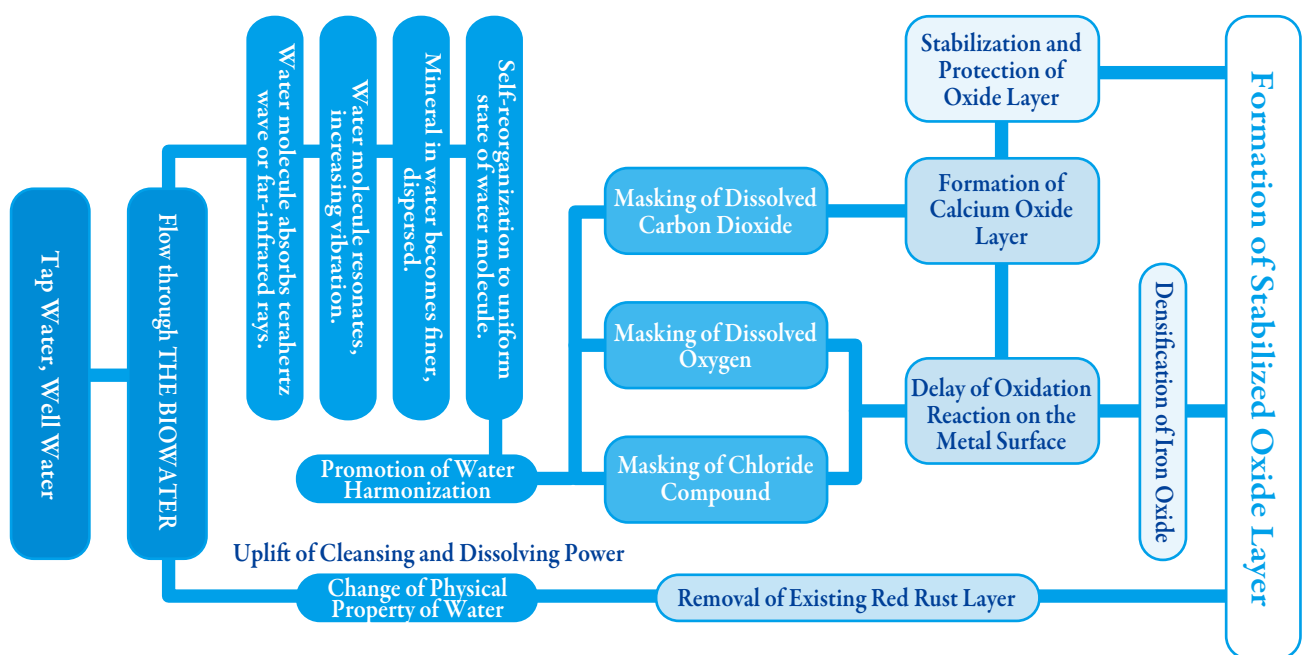 Tap Water, Well Water
Flow through THE BIOWATER
Water molecule absorbs terahertz
wave or far-infrared rays.
Water molecule resonates,
increasing vibration.
Mineral in water becomes finer,
dispersed.
Self-reorganization to uniform
state of water molecule.
Promotion of Water
Harmonization
Masking of Dissolved
Carbon Dioxide
Masking of Dissolved
Oxygen
Masking of Chloride
Compound
Stabilization and
Protection of
Oxide Layer
Formation of
Calcium Oxide
Layer
Delay of Oxidation
Reaction on the
Metal Surface
Densification of Iron Oxide
Uplift of Cleansing and Dissolving Power
Change of Physical
Property of Water
Removal of Existing Red Rust Layer
Formation of Stabilized Oxide Layer